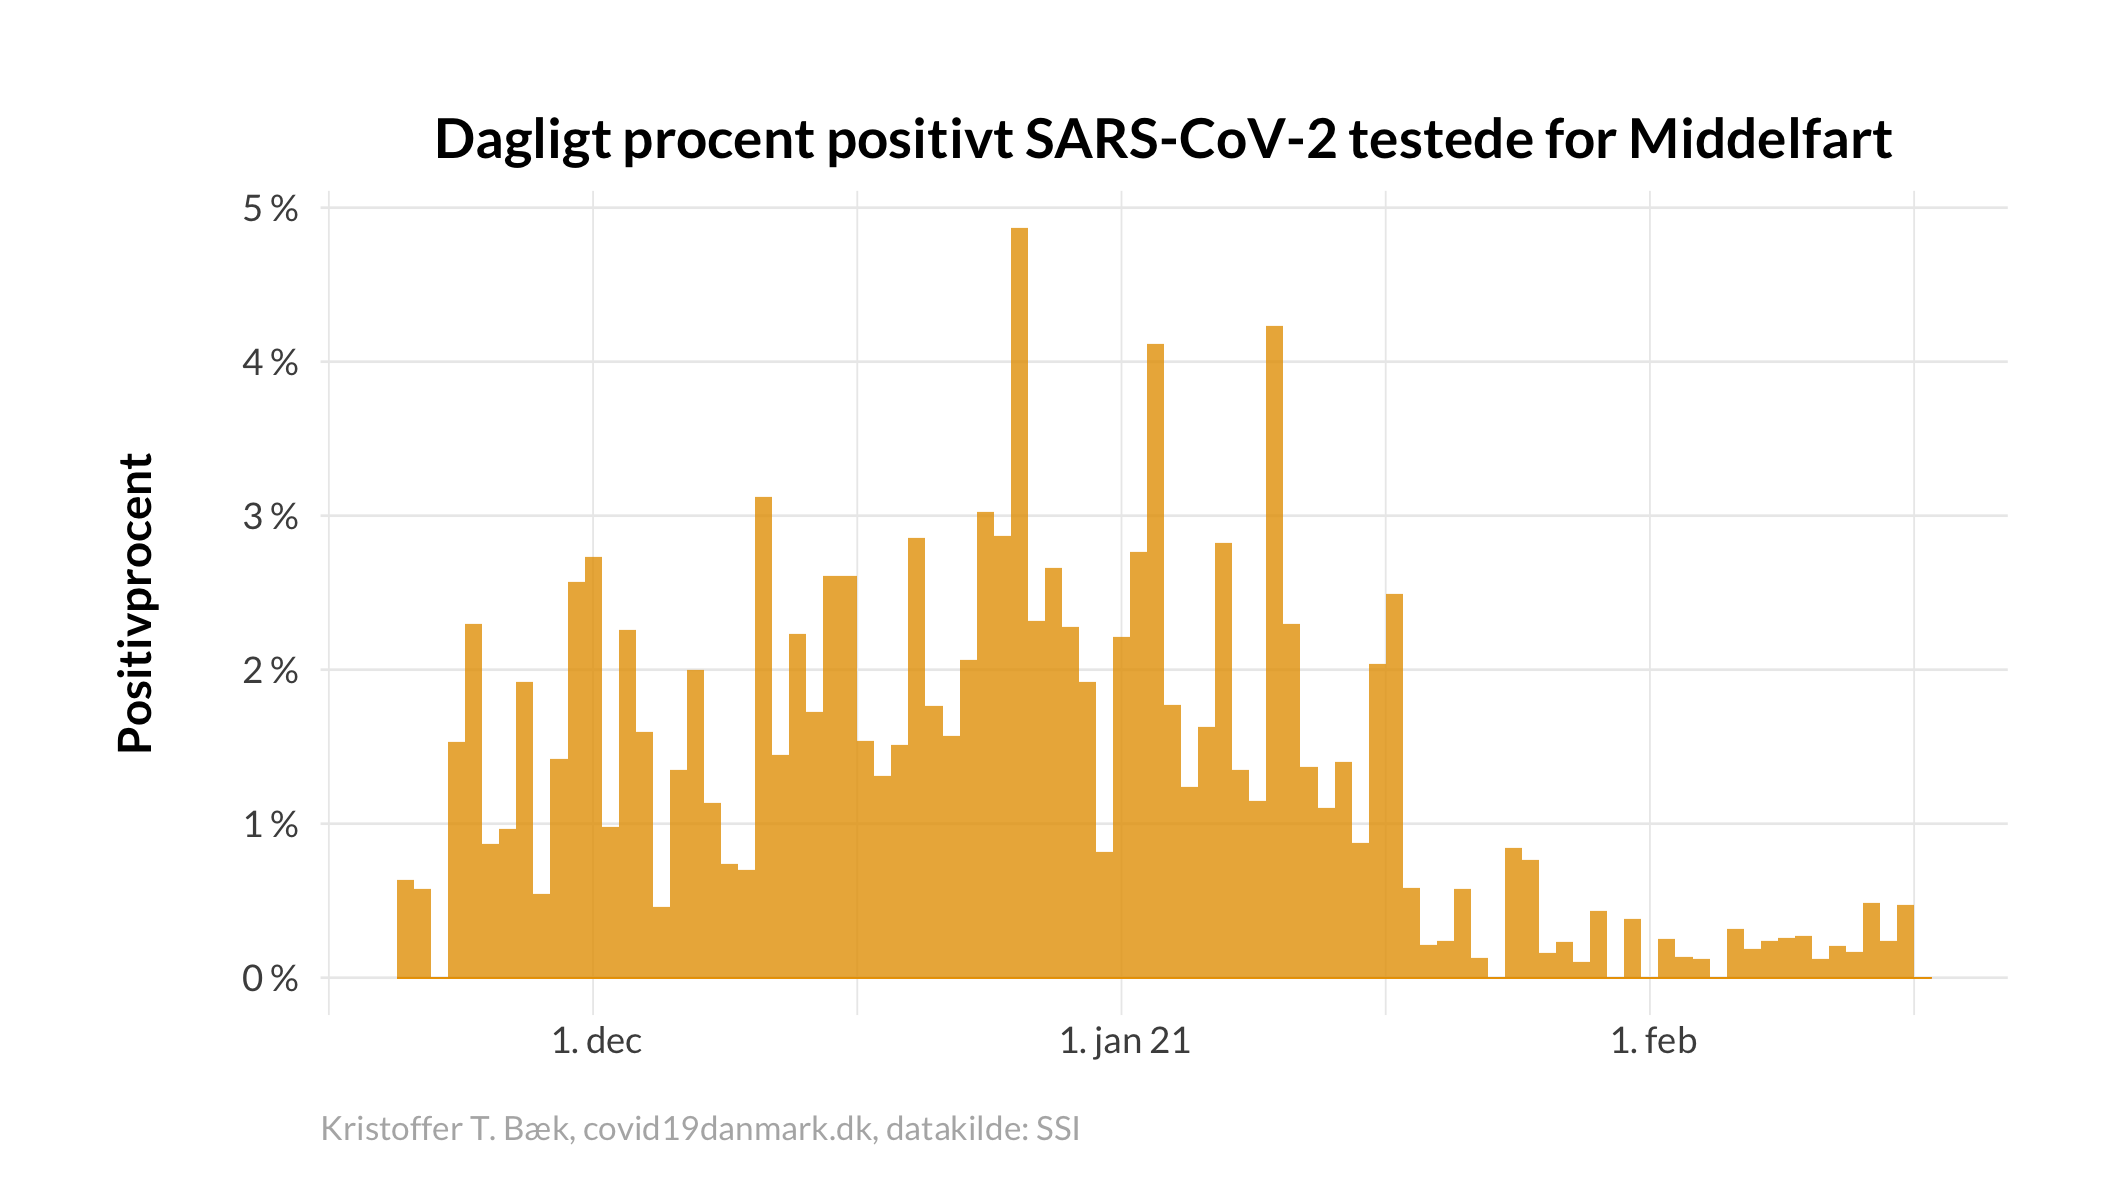 Dagligt procent positivt SARS-CoV-2 testede for Middelfart
Positivprocent
5 %
4 %
3 %
2 %
1 %
0 %
1. dec
1. jan 21
1. feb
Kristoffer T. Bæk, covid19danmark.dk, datakilde: SSI